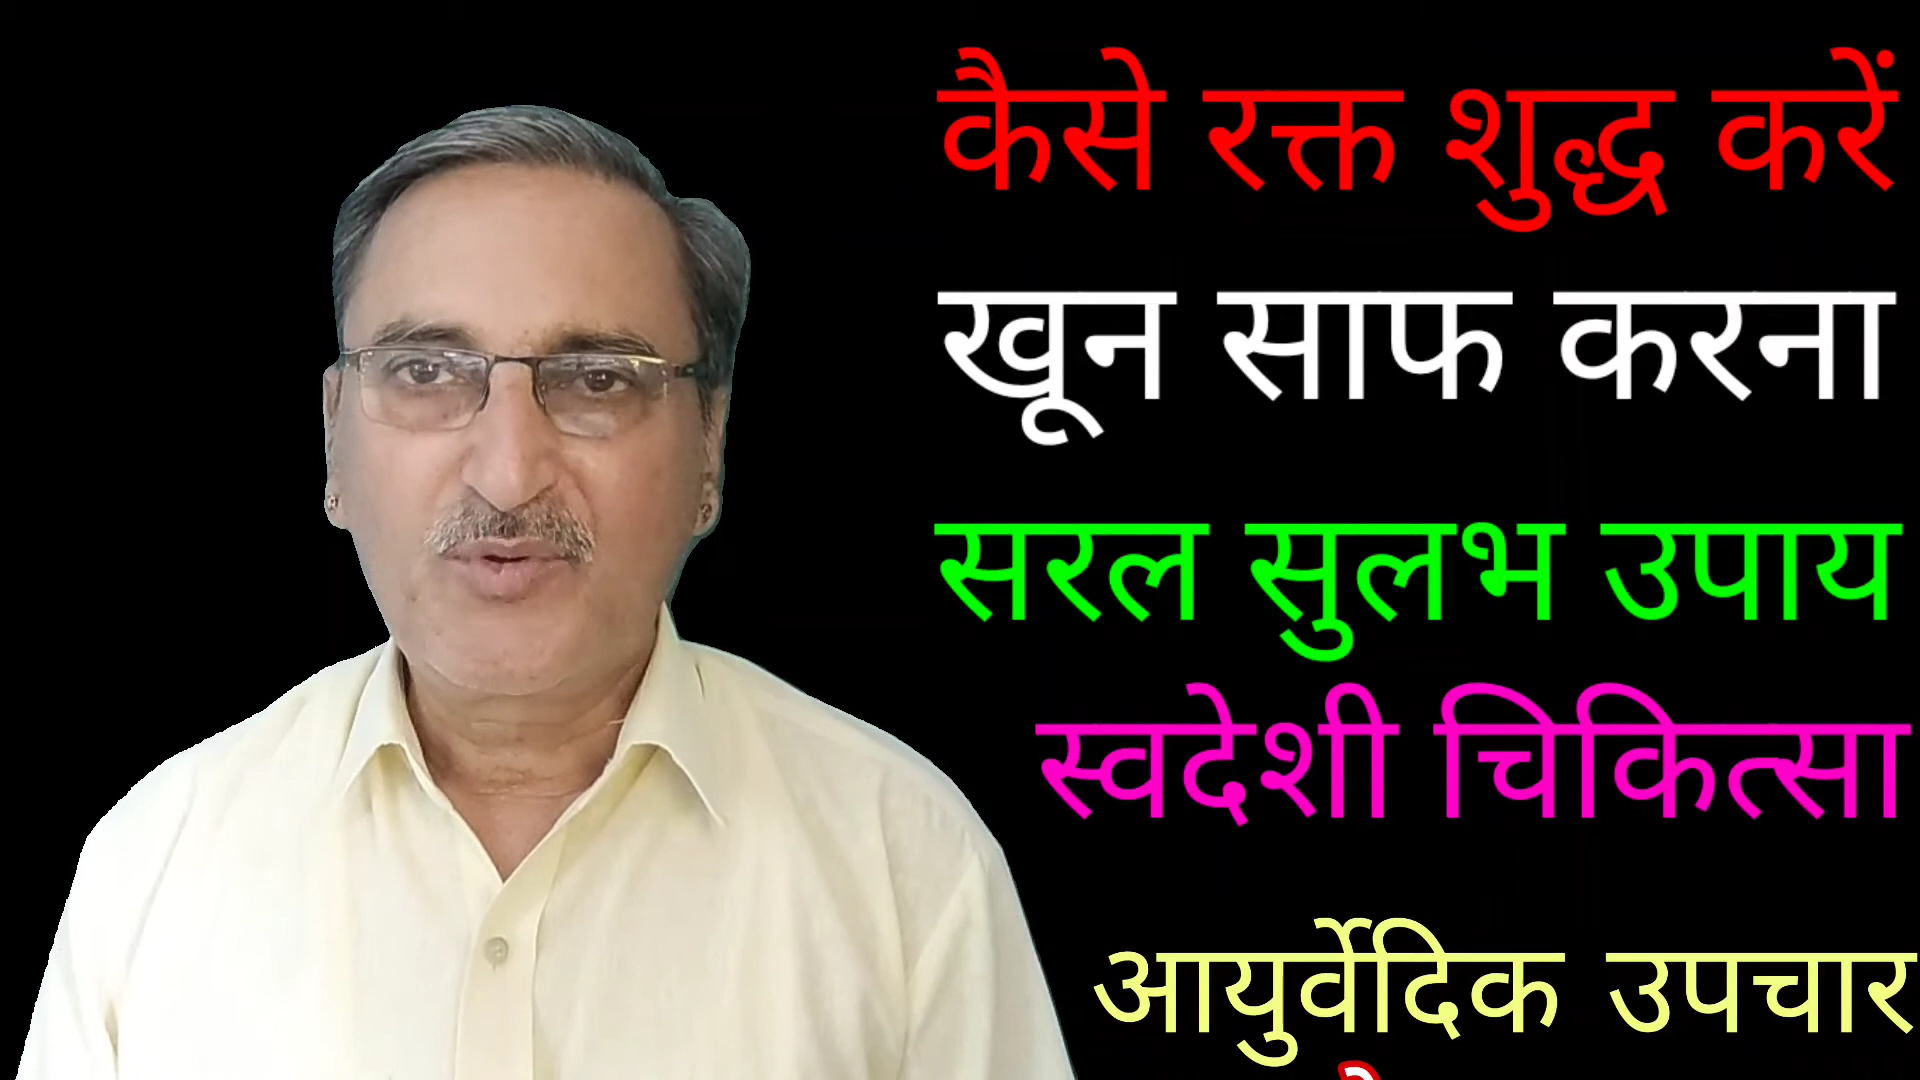 कैसे रक्त शुद्ध करें
खून साफ करना
सरल सुलभ उपाय
स्वदेशी चिकित्सा
आयुर्वेदिक उपचार